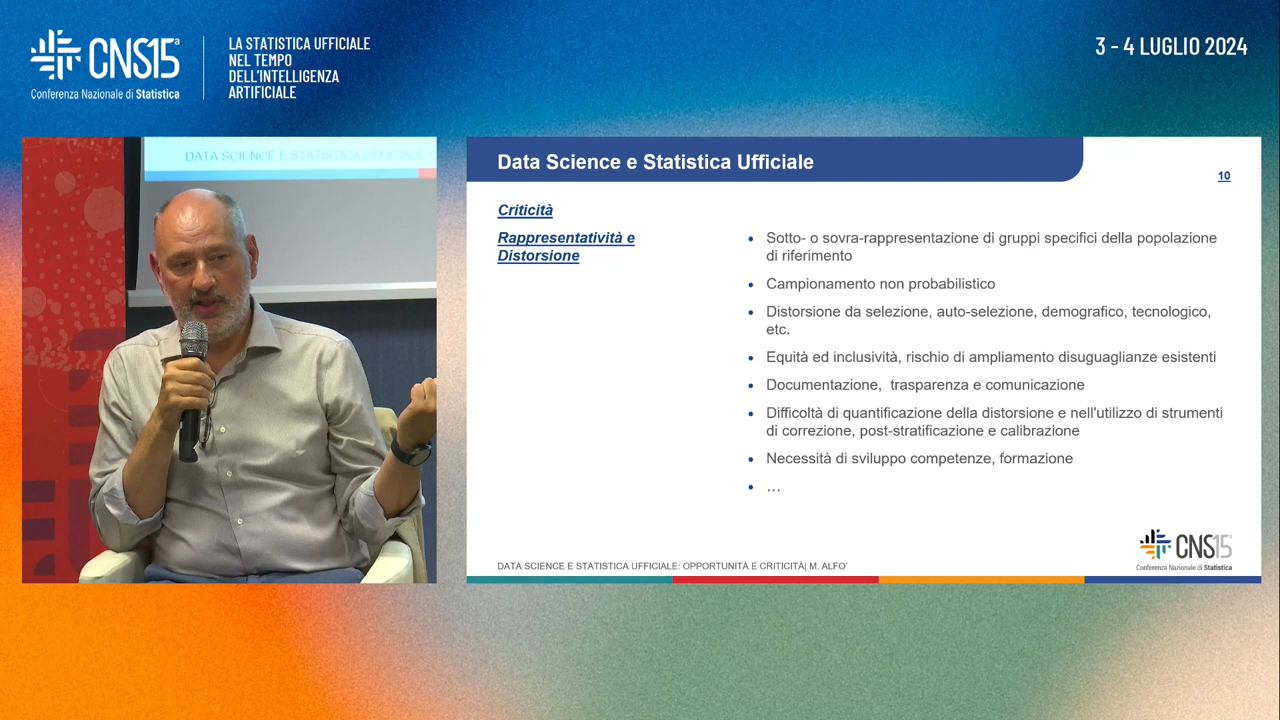 CNS15ª
Conferenza Nazionale di Statistica
LA STATISTICA UFFICIALE
NEL TEMPO
DELL'INTELLIGENZA
ARTIFICIALE
3 - 4 LUGLIO 2024
DATA SCIENCE E STATISTICA UFFICIALE
Data Science e Statistica Ufficiale
10
Criticità
Rappresentatività e
Distorsione
• Sotto- o sovra-rappresentazione di gruppi specifici della popolazione
di riferimento
• Campionamento non probabilistico
• Distorsione da selezione, auto-selezione, demografico, tecnologico,
etc.
• Equità ed inclusività, rischio di ampliamento disuguaglianze esistenti
• Documentazione,  trasparenza e comunicazione
• Difficoltà di quantificazione della distorsione e nell'utilizzo di strumenti
di correzione, post-stratificazione e calibrazione
• Necessità di sviluppo competenze, formazione
• …
DATA SCIENCE E STATISTICA UFFICIALE: OPPORTUNITÀ E CRITICITÀ| M. ALFO'
CNS15
Conferenza Nazionale di Statistica